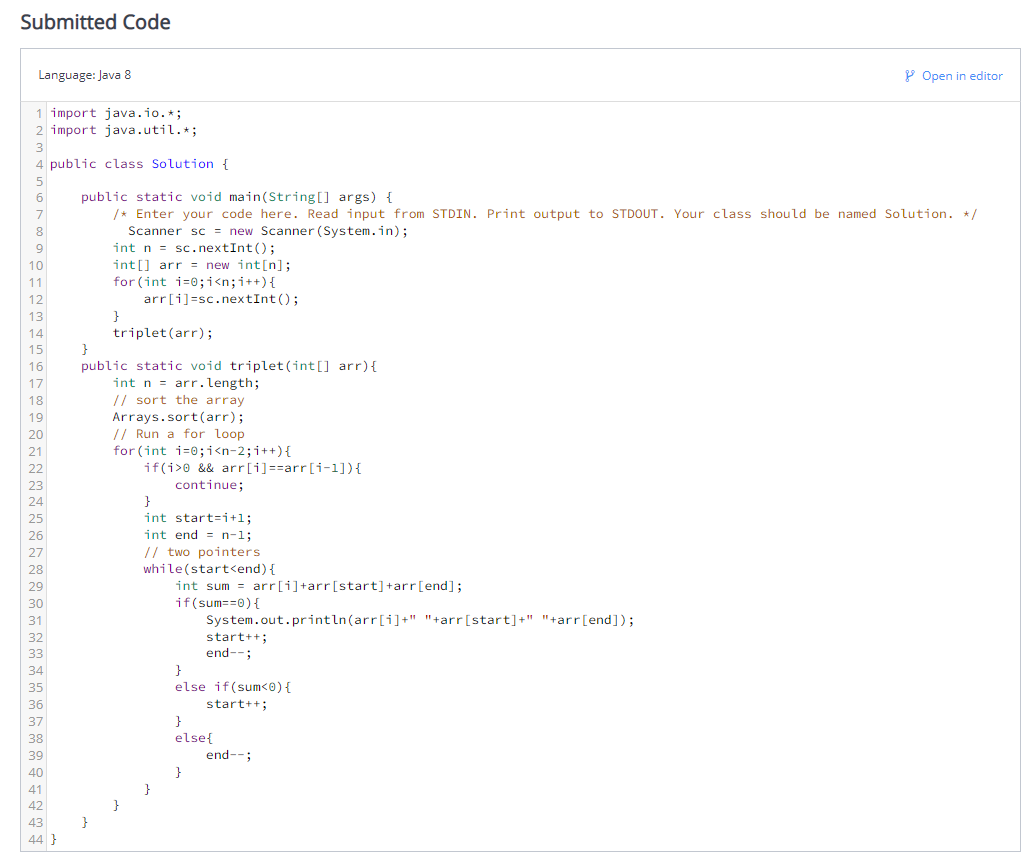 Submitted Code
Language: Java 8
Open in editor
1 import java.io.*;
2 import java.util.*;
3
4 public class Solution {
5
6     public static void main(String[] args) {
7         /* Enter your code here. Read input from STDIN. Print output to STDOUT. Your class should be named Solution. */
8           Scanner sc = new Scanner(System.in);
9         int n = sc.nextInt();
10         int[] arr = new int[n];
11         for(int i=0;i<n;i++){
12             arr[i]=sc.nextInt();
13         }
14         triplet(arr);
15     }
16     public static void triplet(int[] arr){
17         int n = arr.length;
18         // sort the array
19         Arrays.sort(arr);
20         // Run a for loop
21         for(int i=0;i<n-2;i++){
22             if(i>0 && arr[i]==arr[i-1]){
23                 continue;
24             }
25             int start=i+1;
26             int end = n-1;
27             // two pointers
28             while(start<end){
29                 int sum = arr[i]+arr[start]+arr[end];
30                 if(sum==0){
31                     System.out.println(arr[i]+" "+arr[start]+" "+arr[end]);
32                     start++;
33                     end--;
34                 }
35                 else if(sum<0){
36                     start++;
37                 }
38                 else{
39                     end--;
40                 }
41             }
42         }
43     }
44 }